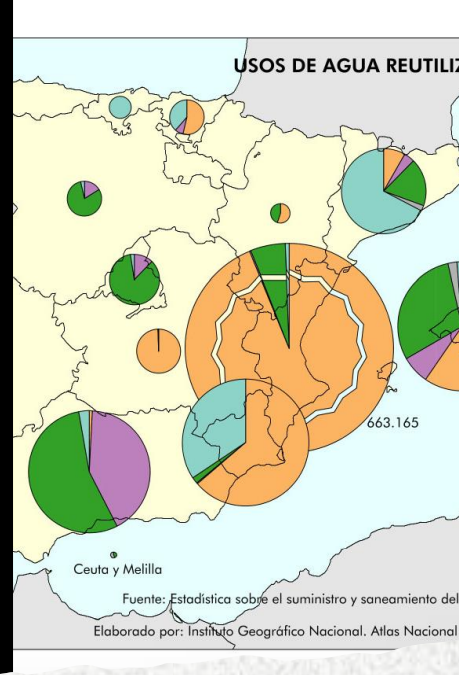 USOS DE AGUA REUTILIZ
663.165
Ceuta y Melilla
Fuente: Estadística sobre el suministro y saneamiento del
Elaborado por: Instituto Geográfico Nacional. Atlas Nacional